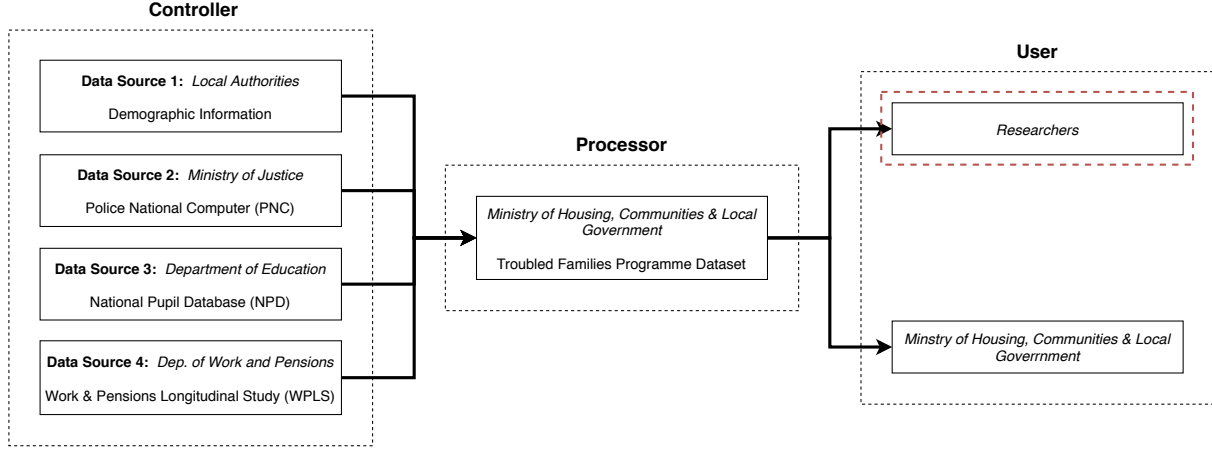 Controller
Data Source 1: Local Authorities
Demographic Information
Data Source 2: Ministry of Justice
Police National Computer (PNC)
Data Source 3: Department of Education
National Pupil Database (NPD)
Data Source 4: Dep. of Work and Pensions
Work & Pensions Longitudinal Study (WPLS)
Processor
Ministry of Housing, Communities & Local
Government
Troubled Families Programme Dataset
User
Researchers
Minstry of Housing, Communities & Local
Goverrnment